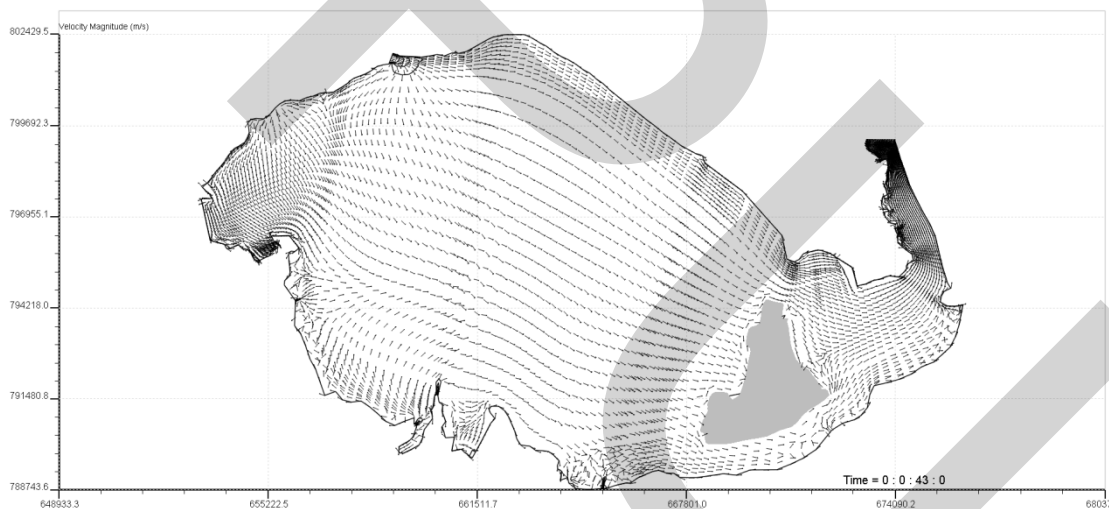 Velocity Magnitude (m/s)
802429.5
799692.3
796955.1
794218.0
791480.8
788743.6
Time = 0 : 0 : 43 : 0
648933.3 655222.5 661511.7 667801.0 674090.2